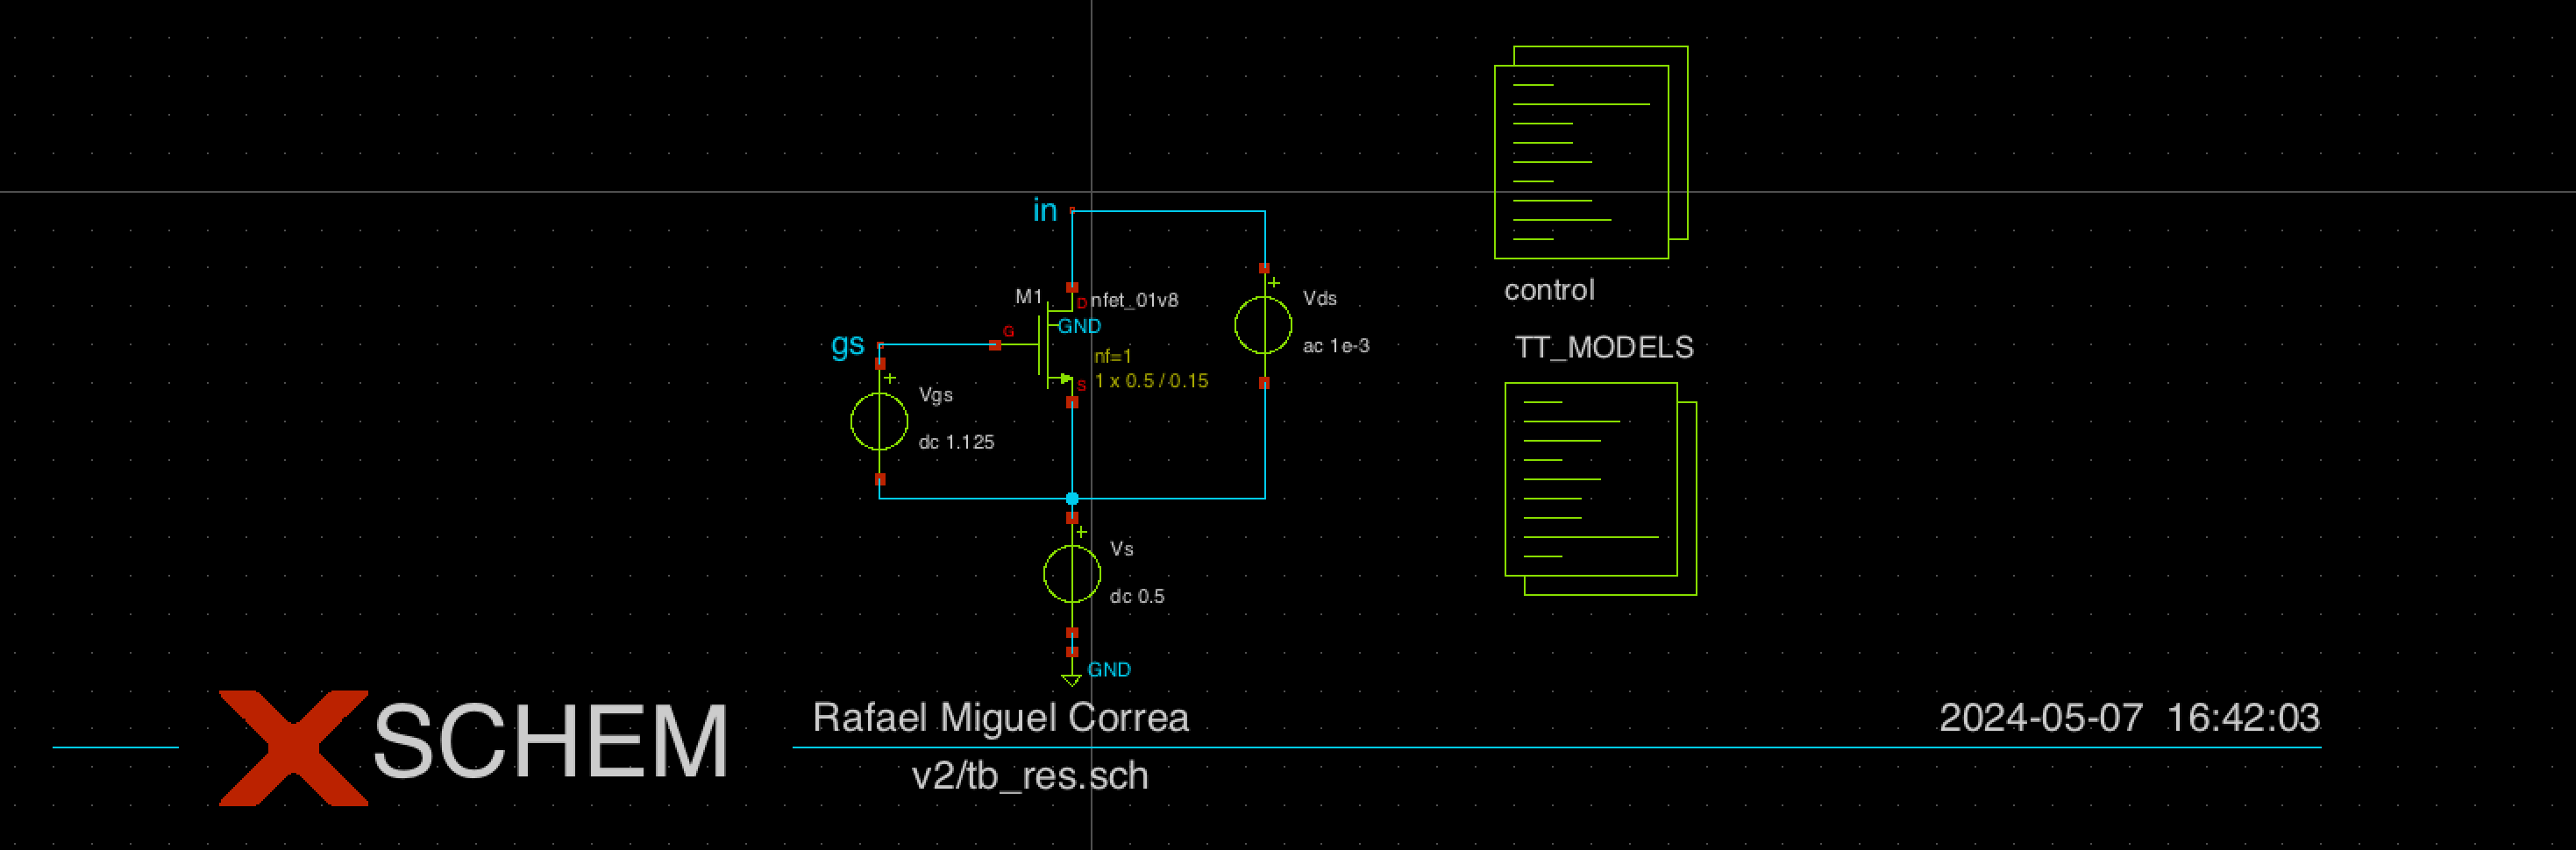 in
M1
D
nfet_01v8
GND
G
gs
nf=1
1 x 0.5 / 0.15
S
Vgs
dc 1.125
Vds
ac 1e-3
Vs
dc 0.5
GND
control
TT_MODELS
XSCHEM
Rafael Miguel Correa
v2/tb_res.sch
2024-05-07 16:42:03